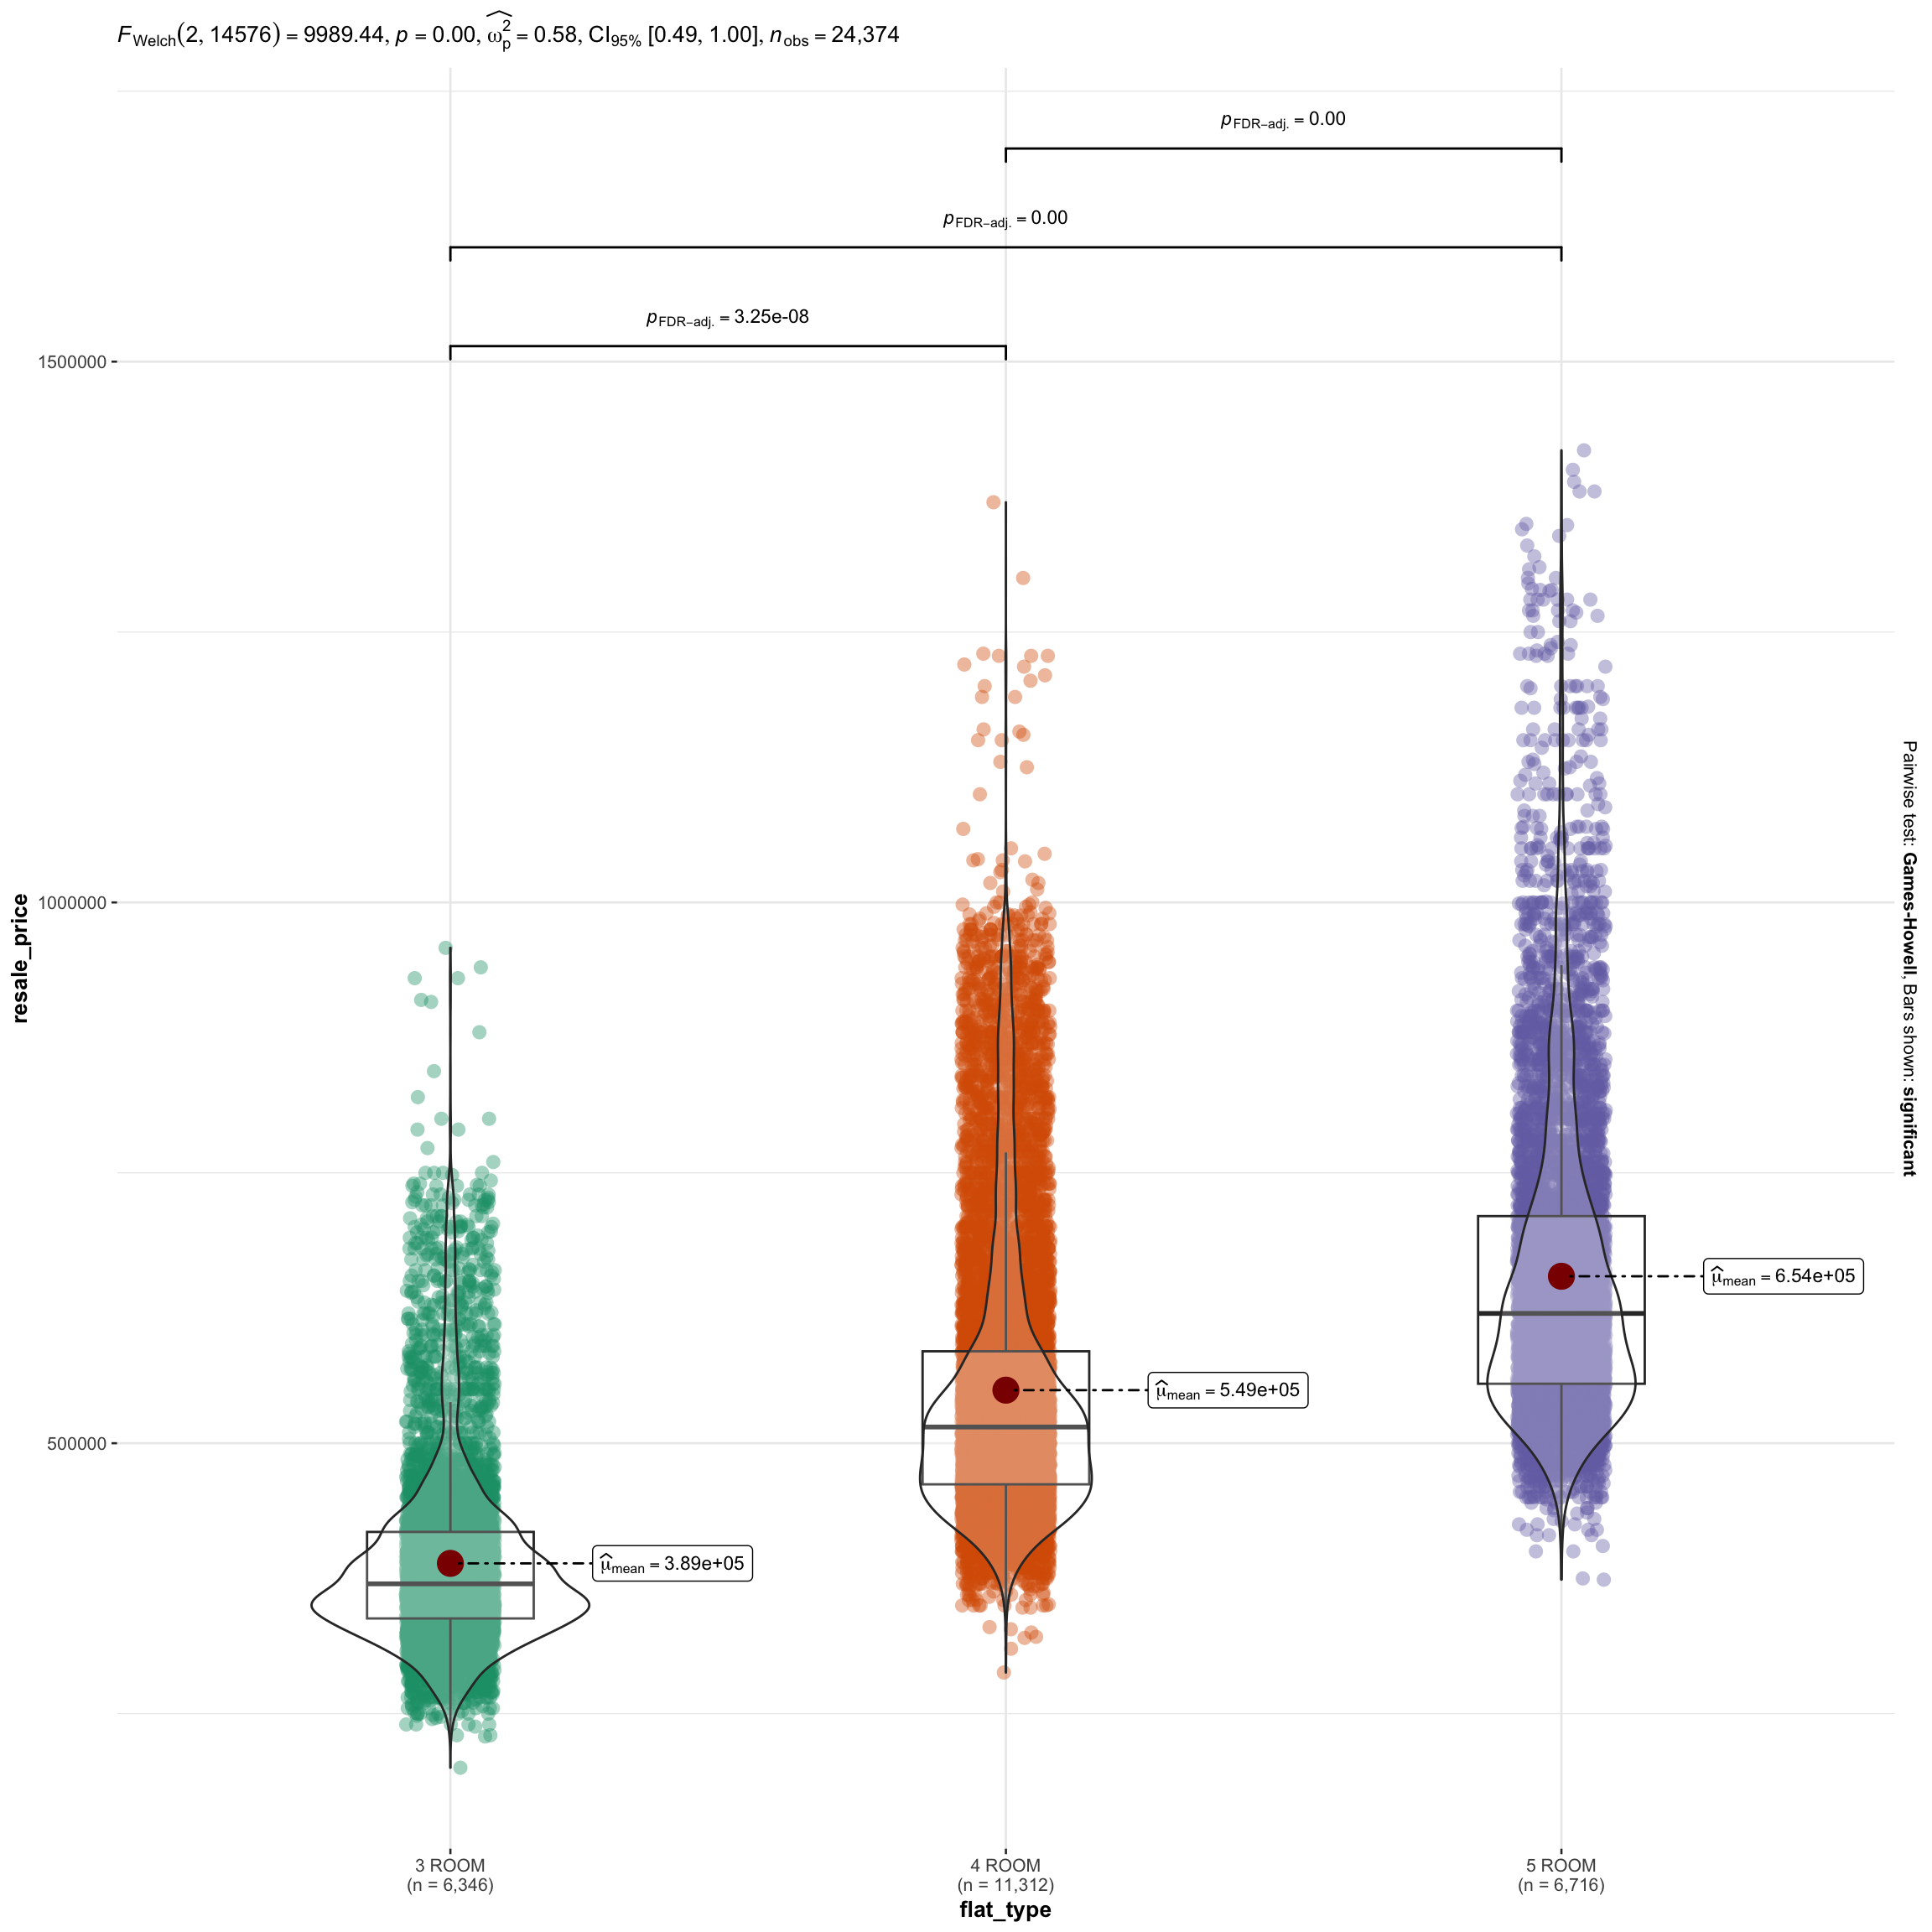 F_Welch(2, 14576) = 9989.44, p = 0.00, ω̂²_p = 0.58, CI_95% [0.49, 1.00], n_obs = 24,374
p_FDR−adj. = 0.00
p_FDR−adj. = 0.00
p_FDR−adj. = 3.25e-08
1500000
1000000
500000
resale_price
μ̂_mean = 6.54e+05
μ̂_mean = 5.49e+05
μ̂_mean = 3.89e+05
Pairwise test: Games-Howell, Bars shown: significant
3 ROOM
(n = 6,346)
4 ROOM
(n = 11,312)
5 ROOM
(n = 6,716)
flat_type